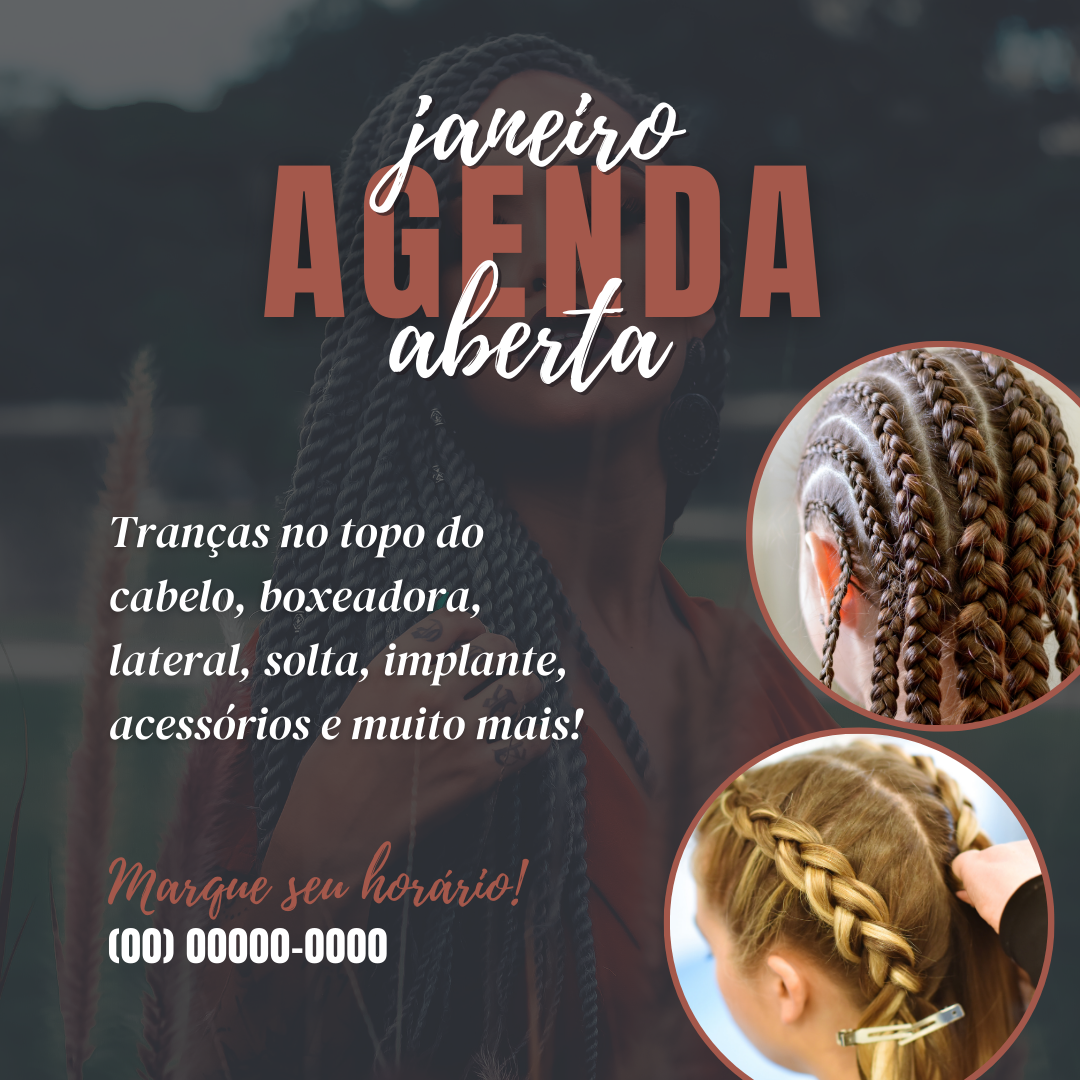 janeiro
AGENDA
aberta
Tranças no topo do
cabelo, boxeadora,
lateral, solta, implante,
acessórios e muito mais!
Marque seu horário!
(00) 00000-0000